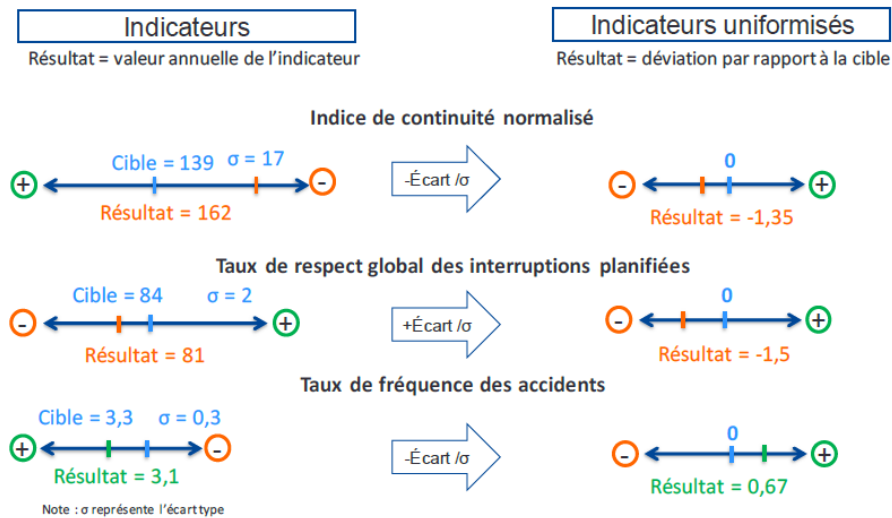 Indicateurs
Indicateurs uniformisés
Résultat = valeur annuelle de l'indicateur
Résultat = déviation par rapport à la cible
Indice de continuité normalisé
Cible = 139 σ = 17
+
-
Résultat = 162
-Écart /σ
0
-
+
Résultat = -1,35
Taux de respect global des interruptions planifiées
Cible = 84 σ = 2
-
+
Résultat = 81
+Écart /σ
0
-
+
Résultat = -1,5
Taux de fréquence des accidents
Cible = 3,3 σ = 0,3
+
-
Résultat = 3,1
-Écart /σ
0
-
+
Résultat = 0,67
Note : σ représente l'écart type